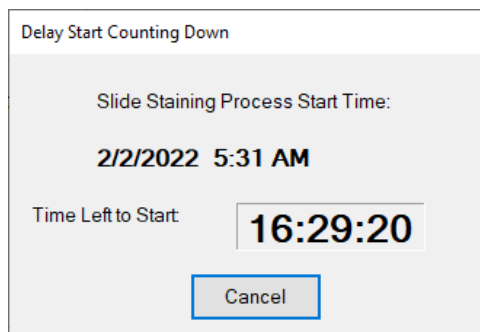 Delay Start Counting Down
Slide Staining Process Start Time:
2/2/2022 5:31 AM
Time Left to Start:
16:29:20
Cancel